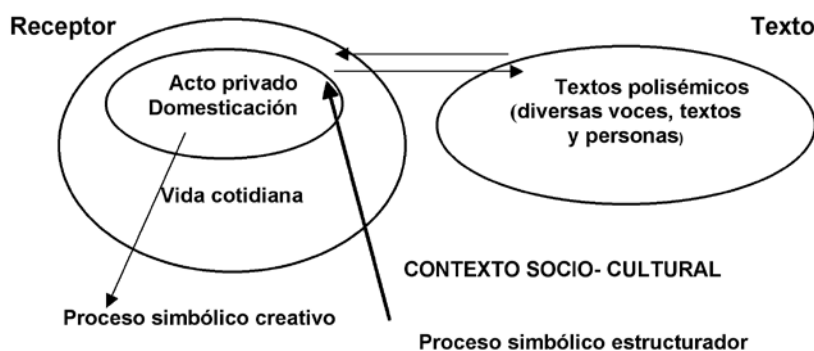 Receptor
Texto
Acto privado
Domesticación
Textos polisémicos
(diversas voces, textos
y personas)
Vida cotidiana
CONTEXTO SOCIO- CULTURAL
Proceso simbólico creativo
Proceso simbólico estructurador